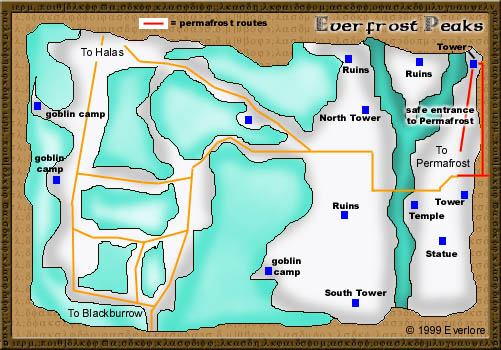 = permafrost routes
Everfrost Peaks
To Halas
Tower
Ruins
Ruins
goblin camp
safe entrance
to Permafrost
North Tower
To
Permafrost
goblin
camp
Tower
Ruins
Temple
Statue
goblin
camp
South Tower
To Blackburrow
© 1999 Everlore